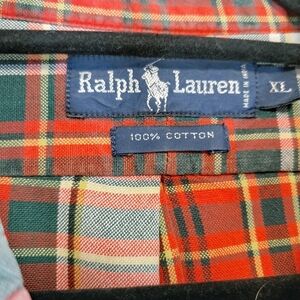 Ralph Lauren
MADE IN INDIA
XL
100% COTTON